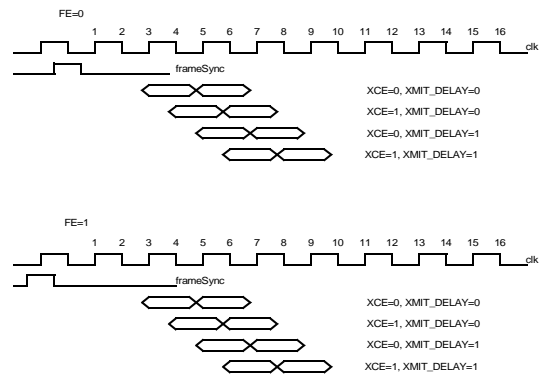 FE=0
1 2 3 4 5 6 7 8 9 10 11 12 13 14 15 16
clk
frameSync
XCE=0, XMIT_DELAY=0
XCE=1, XMIT_DELAY=0
XCE=0, XMIT_DELAY=1
XCE=1, XMIT_DELAY=1
FE=1
1 2 3 4 5 6 7 8 9 10 11 12 13 14 15 16
clk
frameSync
XCE=0, XMIT_DELAY=0
XCE=1, XMIT_DELAY=0
XCE=0, XMIT_DELAY=1
XCE=1, XMIT_DELAY=1